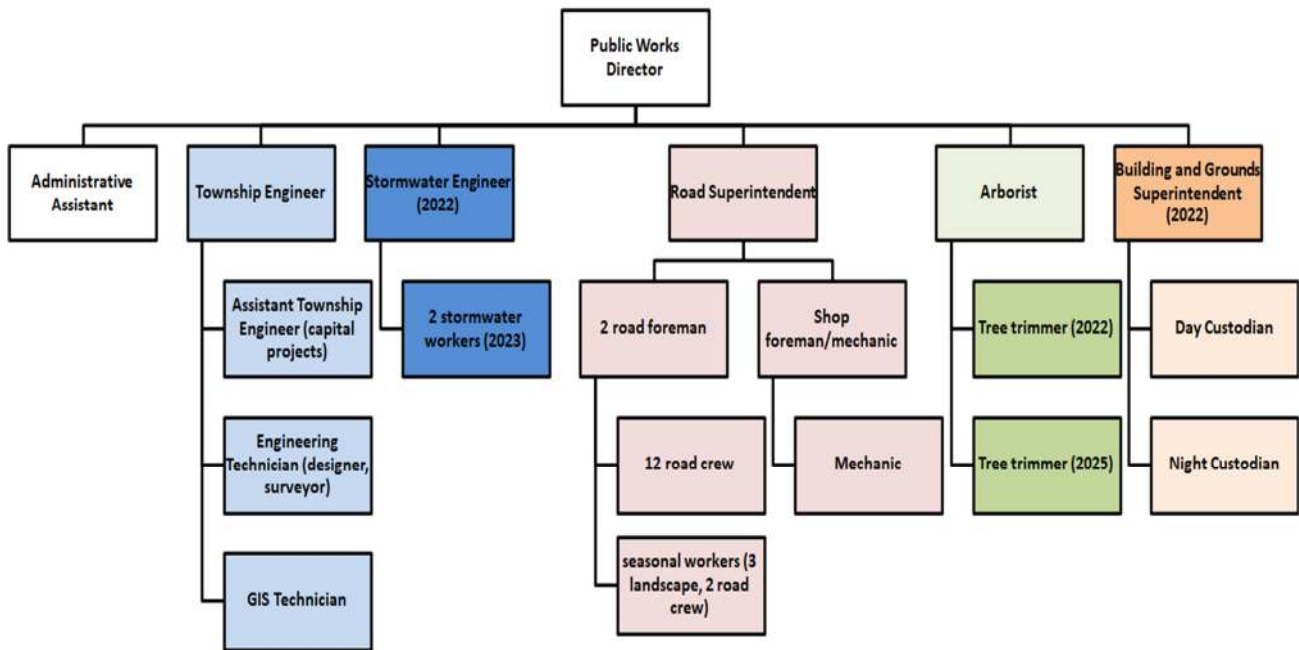 Public Works
Director
Administrative
Assistant
Township Engineer
Stormwater Engineer
(2022)
Road Superintendent
Arborist
Building and Grounds
Superintendent
(2022)
Assistant Township
Engineer (capital
projects)
2 stormwater
workers (2023)
2 road foreman
Shop
foreman/mechanic
Tree trimmer (2022)
Day Custodian
Engineering
Technician (designer,
surveyor)
12 road crew
Mechanic
Tree trimmer (2025)
Night Custodian
GIS Technician
seasonal workers (3
landscape, 2 road
crew)